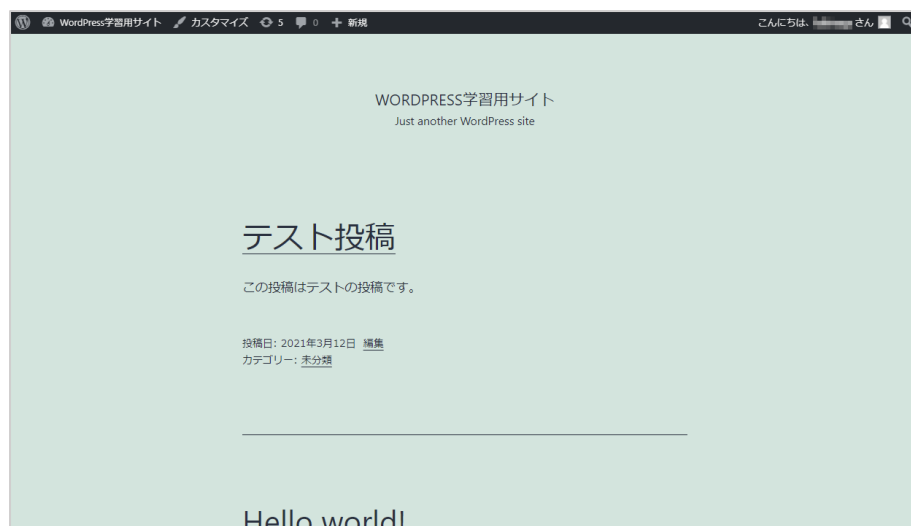 WordPress学習用サイト カスタマイズ 5 0 新規 こんにちは、 さん
WORDPRESS学習用サイト
Just another WordPress site
テスト投稿
この投稿はテストの投稿です。
投稿日: 2021年3月12日 編集
カテゴリー: 未分類
Hello world!